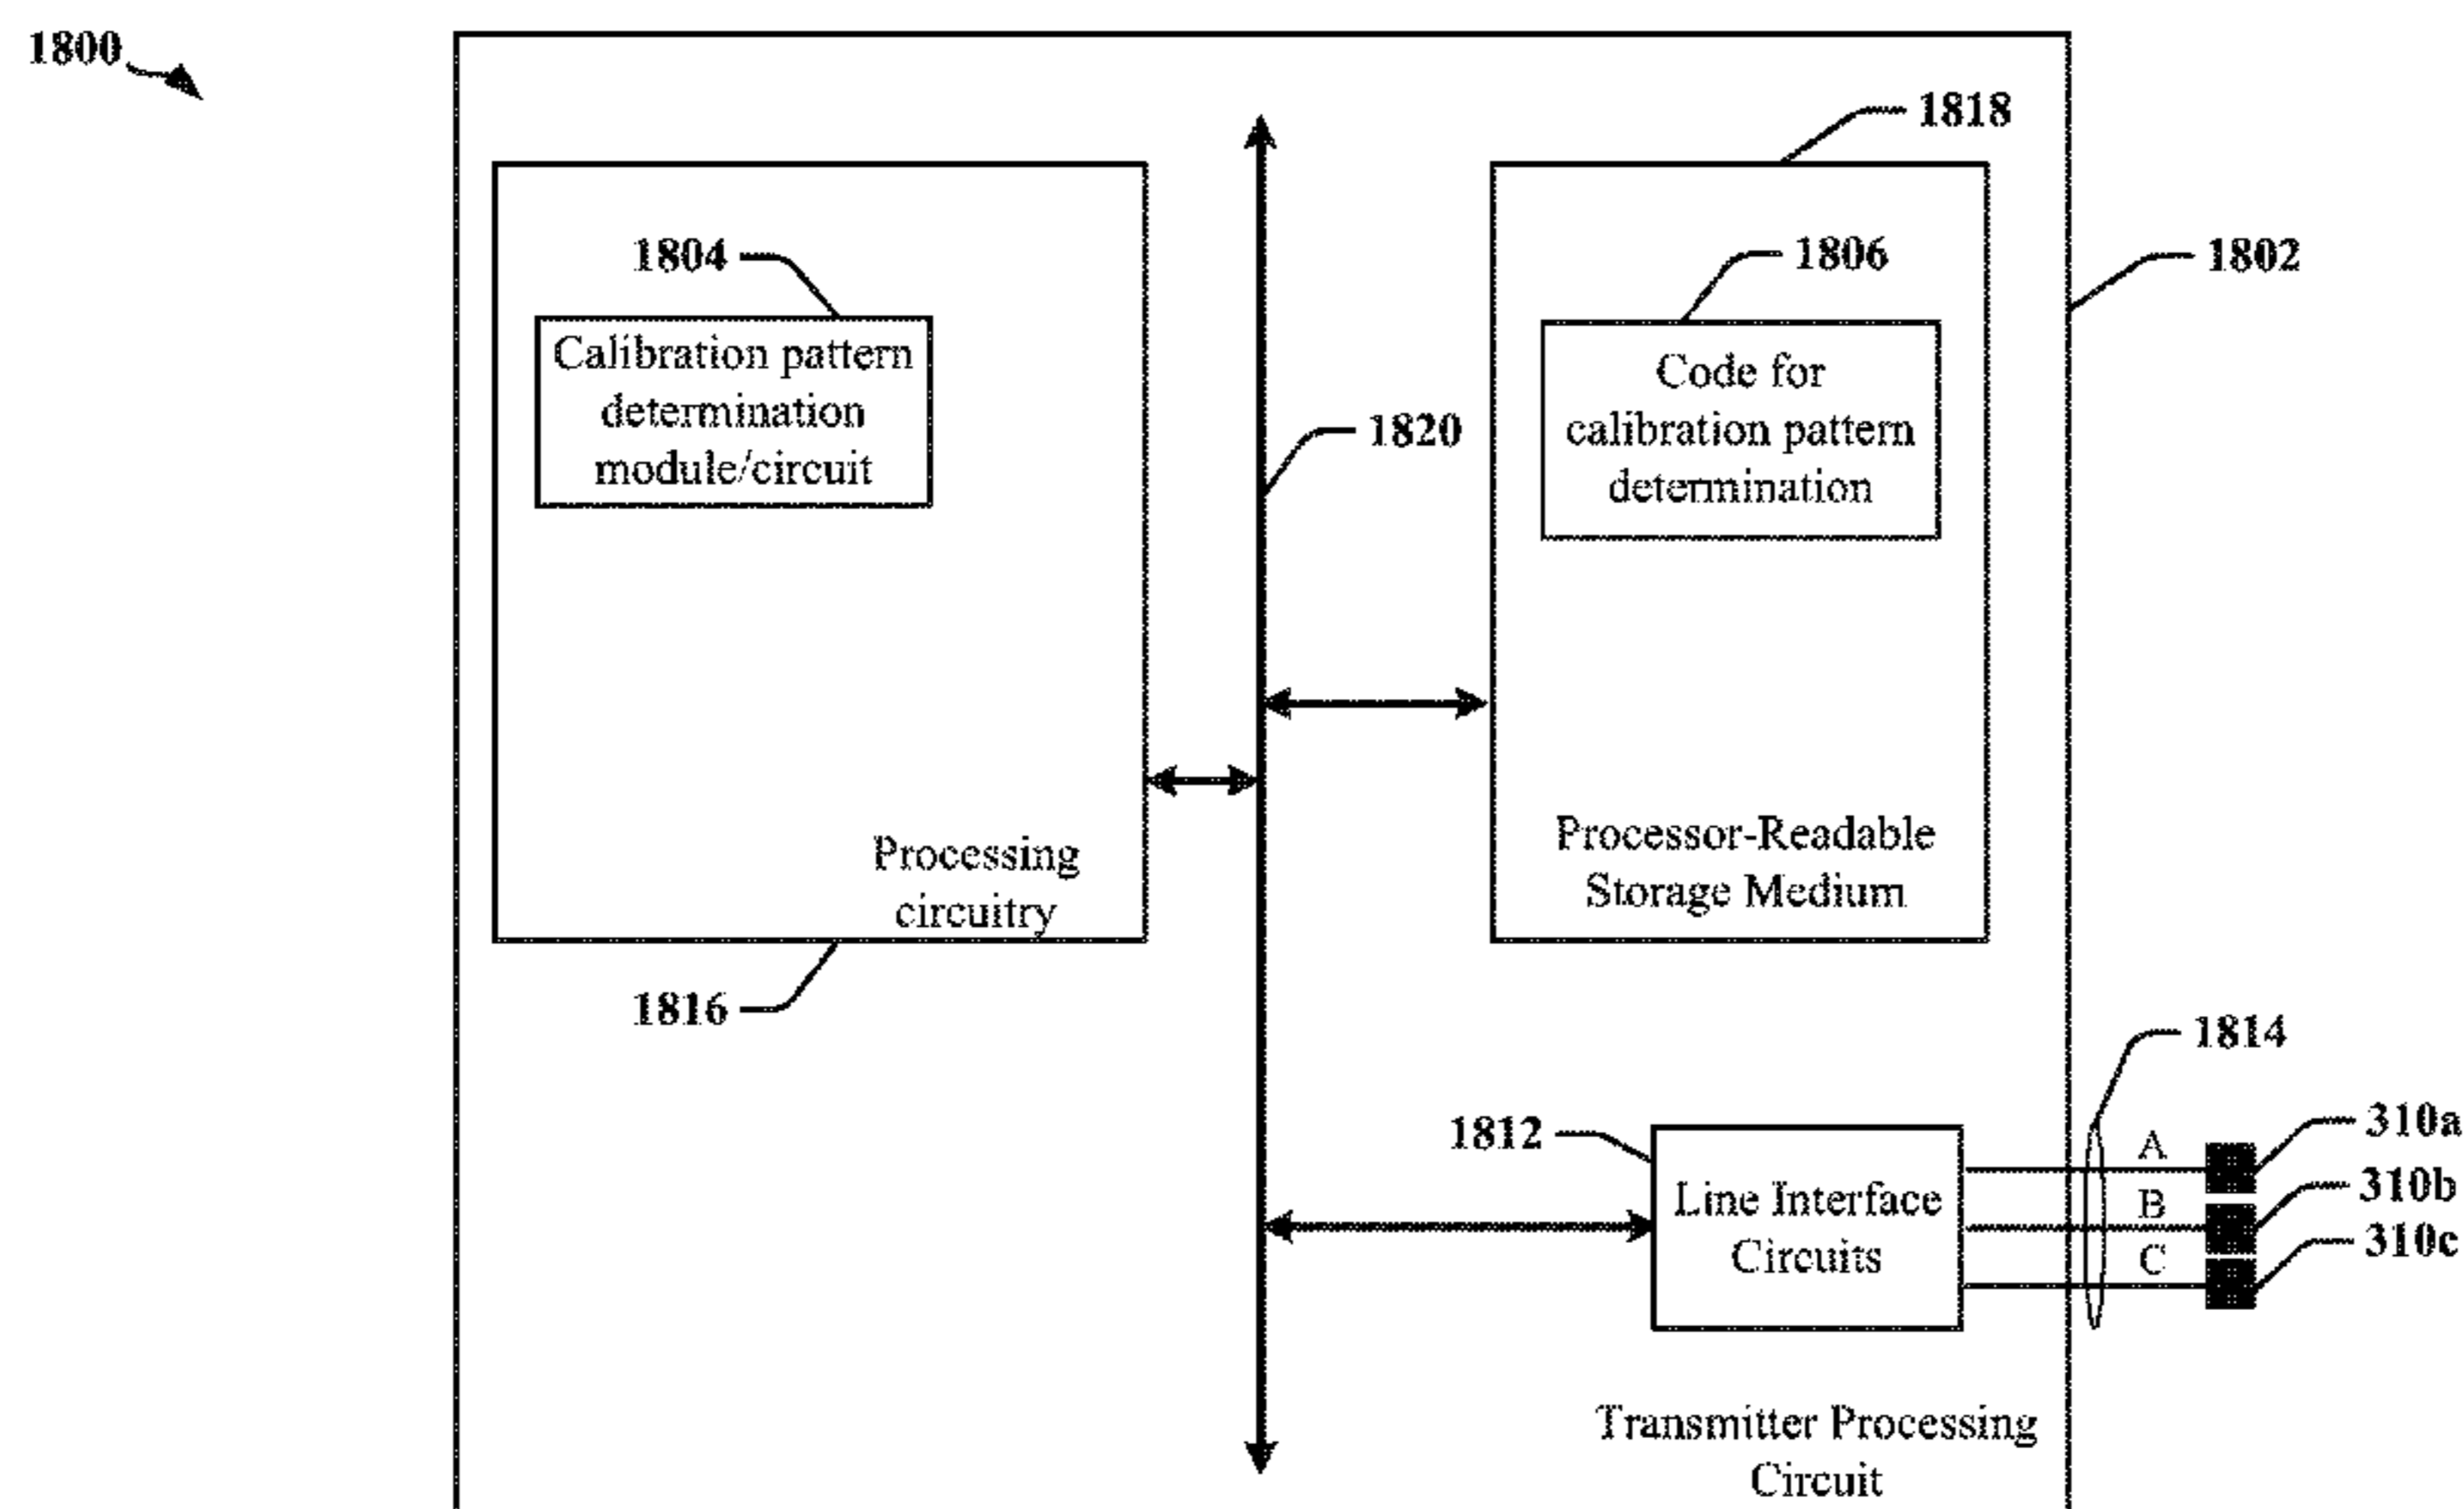 1800
1818
1804
1806
1802
Calibration pattern
determination
module/circuit
Code for
calibration pattern
determination
1820
Processing
circuitry
Processor-Readable
Storage Medium
1816
1814
1812
A
B
C
310a
310b
310c
Line Interface
Circuits
Transmitter Processing
Circuit